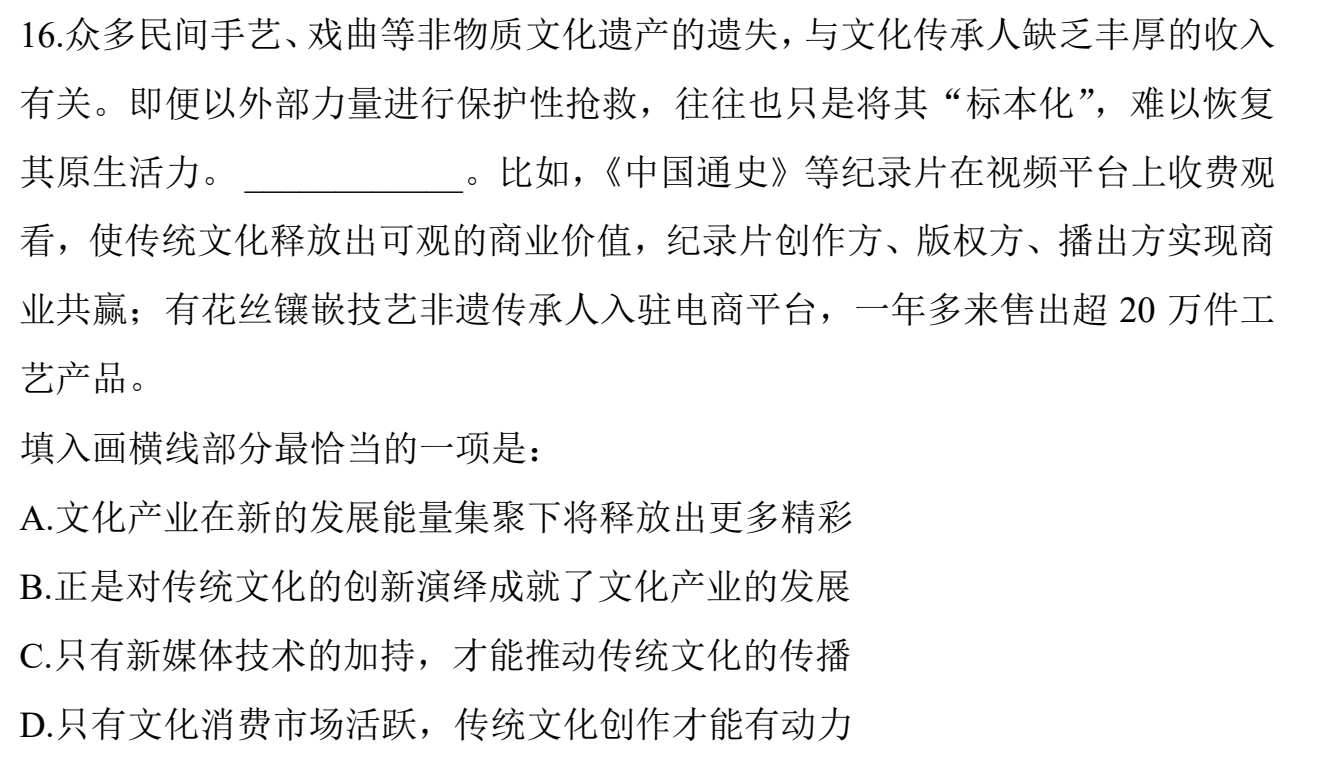 16.众多民间手艺、戏曲等非物质文化遗产的遗失，与文化传承人缺乏丰厚的收入
有关。即便以外部力量进行保护性抢救，往往也只是将其“标本化”，难以恢复
其原生活力。 ____________。比如，《中国通史》等纪录片在视频平台上收费观
看，使传统文化释放出可观的商业价值，纪录片创作方、版权方、播出方实现商
业共赢；有花丝镶嵌技艺非遗传承人入驻电商平台，一年多来售出超 20 万件工
艺产品。
填入画横线部分最恰当的一项是：
A.文化产业在新的发展能量集聚下将释放出更多精彩
B.正是对传统文化的创新演绎成就了文化产业的发展
C.只有新媒体技术的加持，才能推动传统文化的传播
D.只有文化消费市场活跃，传统文化创作才能有动力